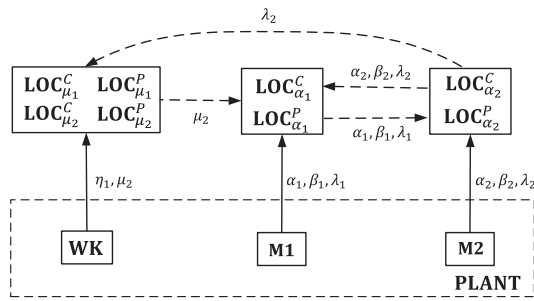 λ₂
LOC^C_μ₁ LOC^P_μ₁
LOC^C_μ₂ LOC^P_μ₂
μ₂
LOC^C_α₁
LOC^P_α₁
α₂, β₂, λ₂
α₁, β₁, λ₁
LOC^C_α₂
LOC^P_α₂
η₁, μ₂
α₁, β₁, λ₁
α₂, β₂, λ₂
WK
M1
M2
PLANT